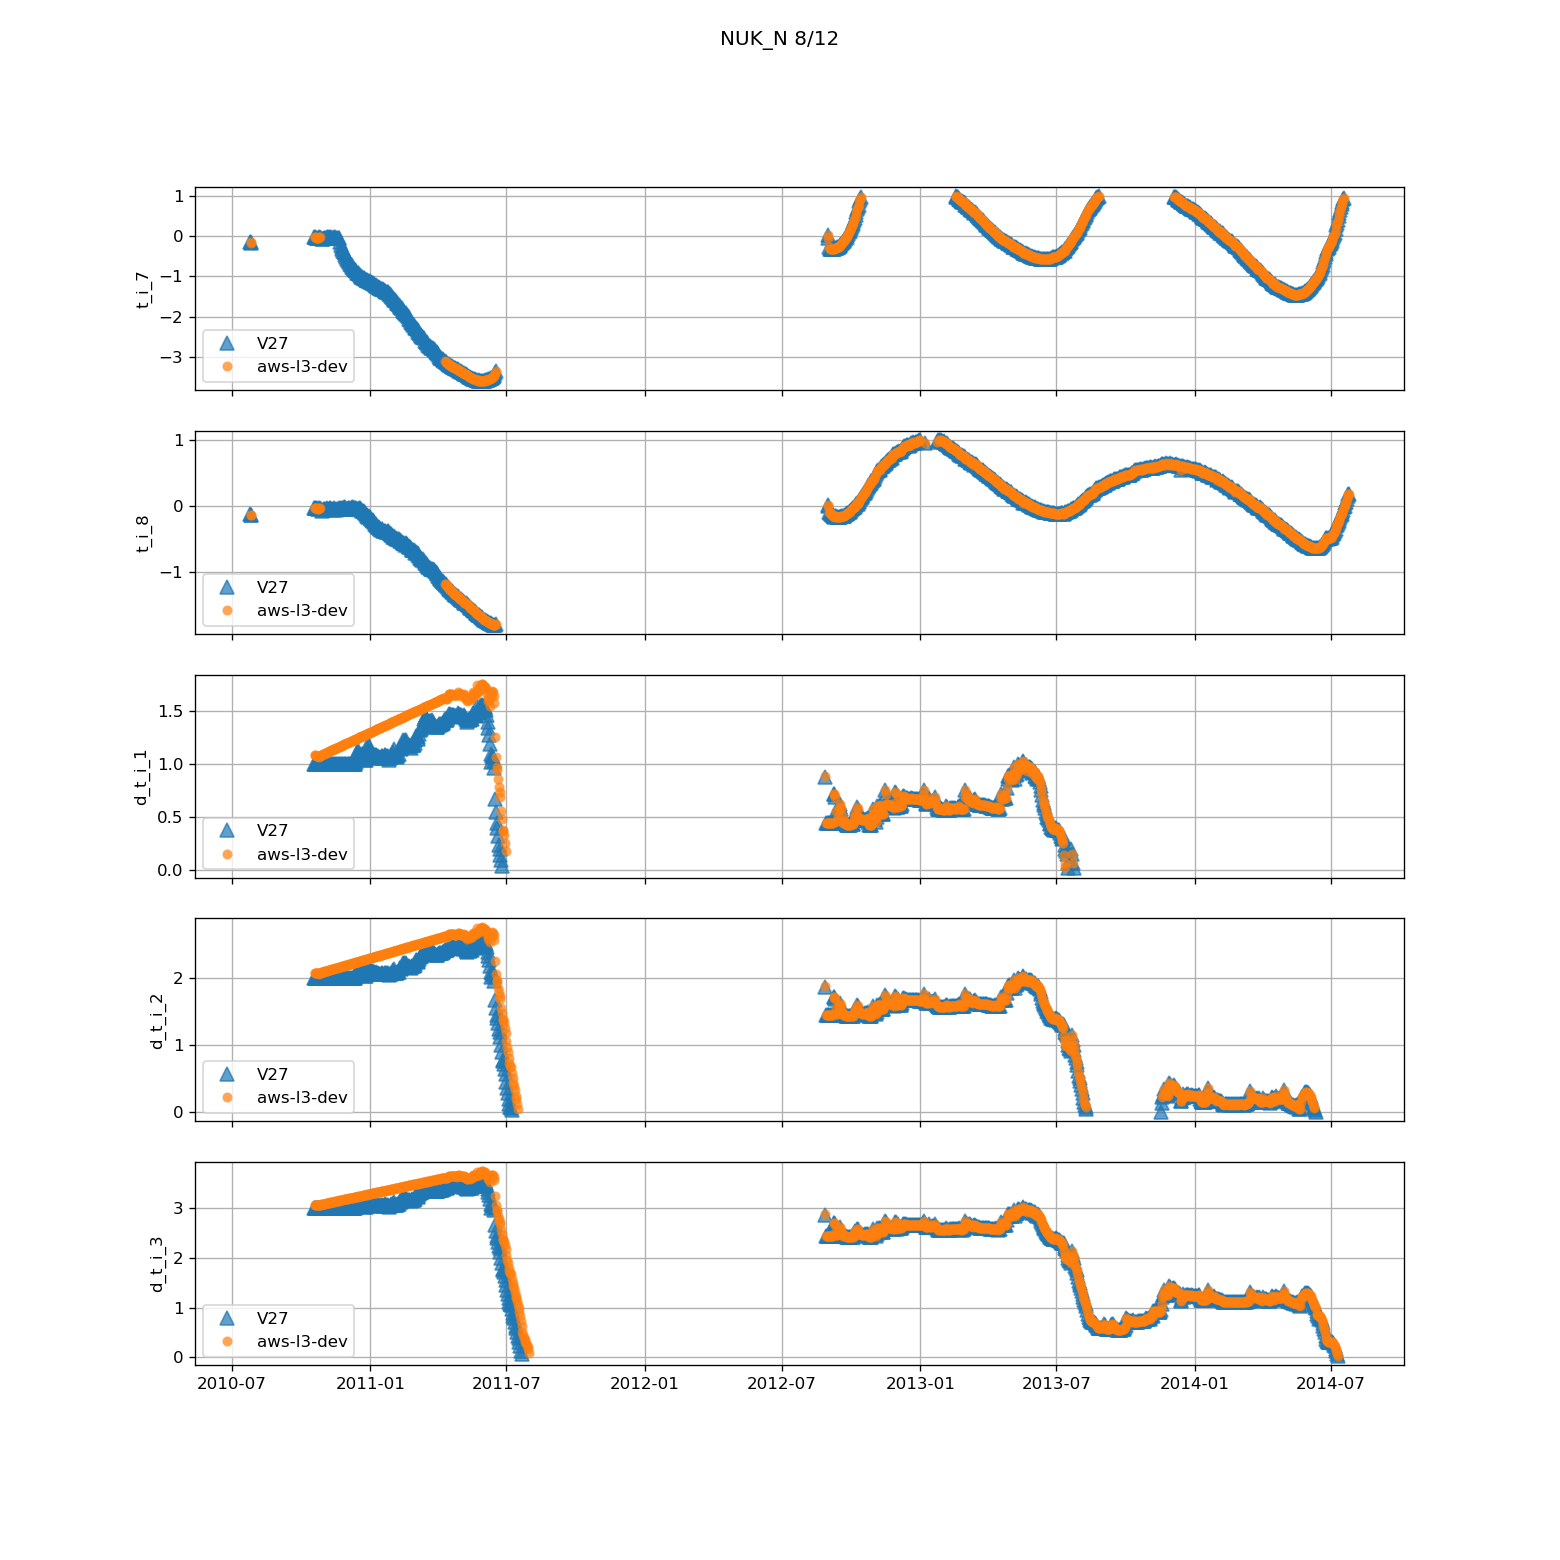 NUK_N 8/12
1
0
−1
−2
−3
t_i_7
V27
aws-l3-dev
1
0
−1
t_i_8
V27
aws-l3-dev
1.5
1.0
0.5
0.0
d_t_i_1
V27
aws-l3-dev
2
1
0
d_t_i_2
V27
aws-l3-dev
3
2
1
0
d_t_i_3
V27
aws-l3-dev
2010-07 2011-01 2011-07 2012-01 2012-07 2013-01 2013-07 2014-01 2014-07